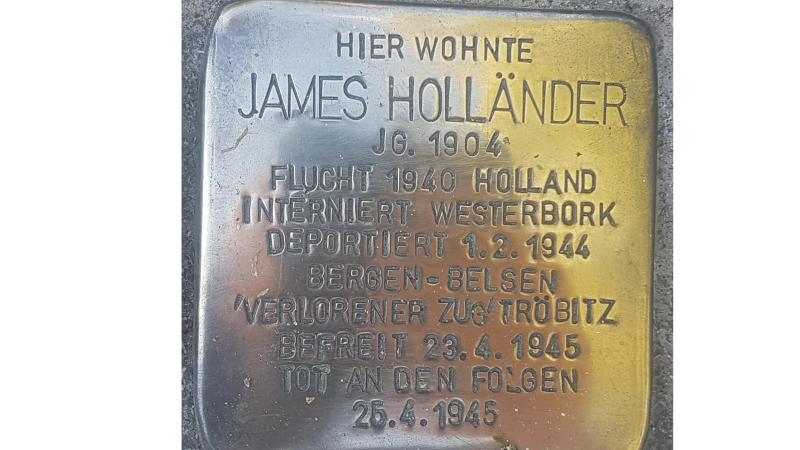 HIER WOHNTE
JAMES HOLLÄNDER
JG. 1904
FLUCHT 1940 HOLLAND
INTERNIERT WESTERBORK
DEPORTIERT 1.2.1944
BERGEN-BELSEN
'VERLORENER ZUG' TRÖBITZ
BEFREIT 23.4.1945
TOT AN DEN FOLGEN
25.4.1945